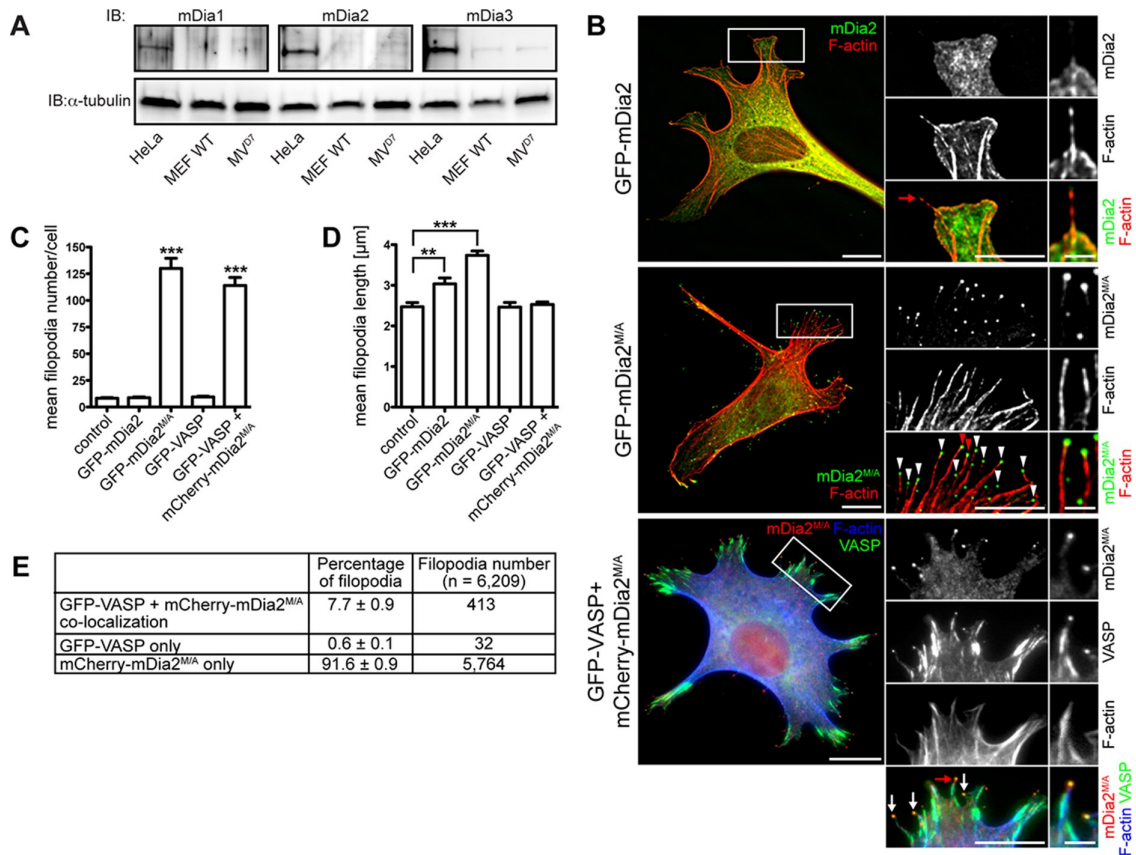 A
IB:
mDia1
mDia2
mDia3
IB:α-tubulin
HeLa
MEF WT
MV^D7
HeLa
MEF WT
MV^D7
HeLa
MEF WT
MV^D7
B
GFP-mDia2
mDia2
F-actin
mDia2
F-actin
mDia2
F-actin
GFP-mDia2^M/A
mDia2^M/A
F-actin
mDia2^M/A
F-actin
mDia2^M/A
F-actin
GFP-VASP+
mCherry-mDia2^M/A
mDia2^M/A F-actin
VASP
mDia2^M/A
VASP
F-actin
mDia2^M/A
F-actin VASP
C
mean filopodia number/cell
150
125
100
75
50
25
0
***
***
control
GFP-mDia2
GFP-mDia2^M/A
GFP-VASP
GFP-VASP +
mCherry-mDia2^M/A
D
mean filopodia length [µm]
5
4
3
2
1
0
**
***
control
GFP-mDia2
GFP-mDia2^M/A
GFP-VASP
GFP-VASP +
mCherry-mDia2^M/A
E
Percentage
of filopodia
Filopodia number
(n = 6,209)
GFP-VASP + mCherry-mDia2^M/A
co-localization
7.7 ± 0.9
413
GFP-VASP only
0.6 ± 0.1
32
mCherry-mDia2^M/A only
91.6 ± 0.9
5,764